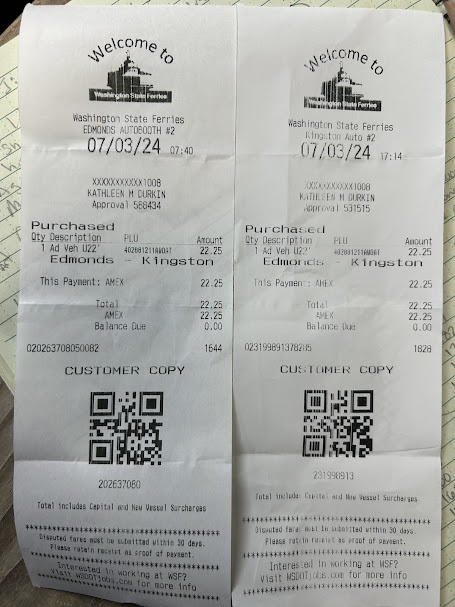 Welcome to
Washington State Ferries
Washington State Ferries
EDMONDS AUTOBOOTH #2
07/03/24 07:40
XXXXXXXXXXX1008
KATHLEEN M DURKIN
Approval 568434
Purchased
Qty Description PLU Amount
1 Ad Veh U22' 22.25
Edmonds - Kingston
This Payment: AMEX 22.25
Total 22.25
AMEX 22.25
Balance Due 0.00
020263708050082 1644
CUSTOMER COPY
202637080
Total includes Capital and New Vessel Surcharges
****************************************
Disputed fares must be submitted within 30 days.
Please retain receipt as proof of payment.
****************************************
Interested in working at WSF?
Visit WSDOTjobs.com for more info
****************************************
Welcome to
Washington State Ferries
Washington State Ferries
Kingston Auto #2
07/03/24 17:14
XXXXXXXXXXX1008
KATHLEEN M DURKIN
Approval 531515
Purchased
Qty Description PLU Amount
1 Ad Veh U22' 22.25
Edmonds - Kingston
This Payment: AMEX 22.25
Total 22.25
AMEX 22.25
Balance Due 0.00
023199891378285 1828
CUSTOMER COPY
231998913
Total includes Capital and New Vessel Surcharges
****************************************
Disputed fares must be submitted within 30 days.
Please retain receipt as proof of payment.
****************************************
Interested in working at WSF?
Visit WSDOTjobs.com for more info
****************************************